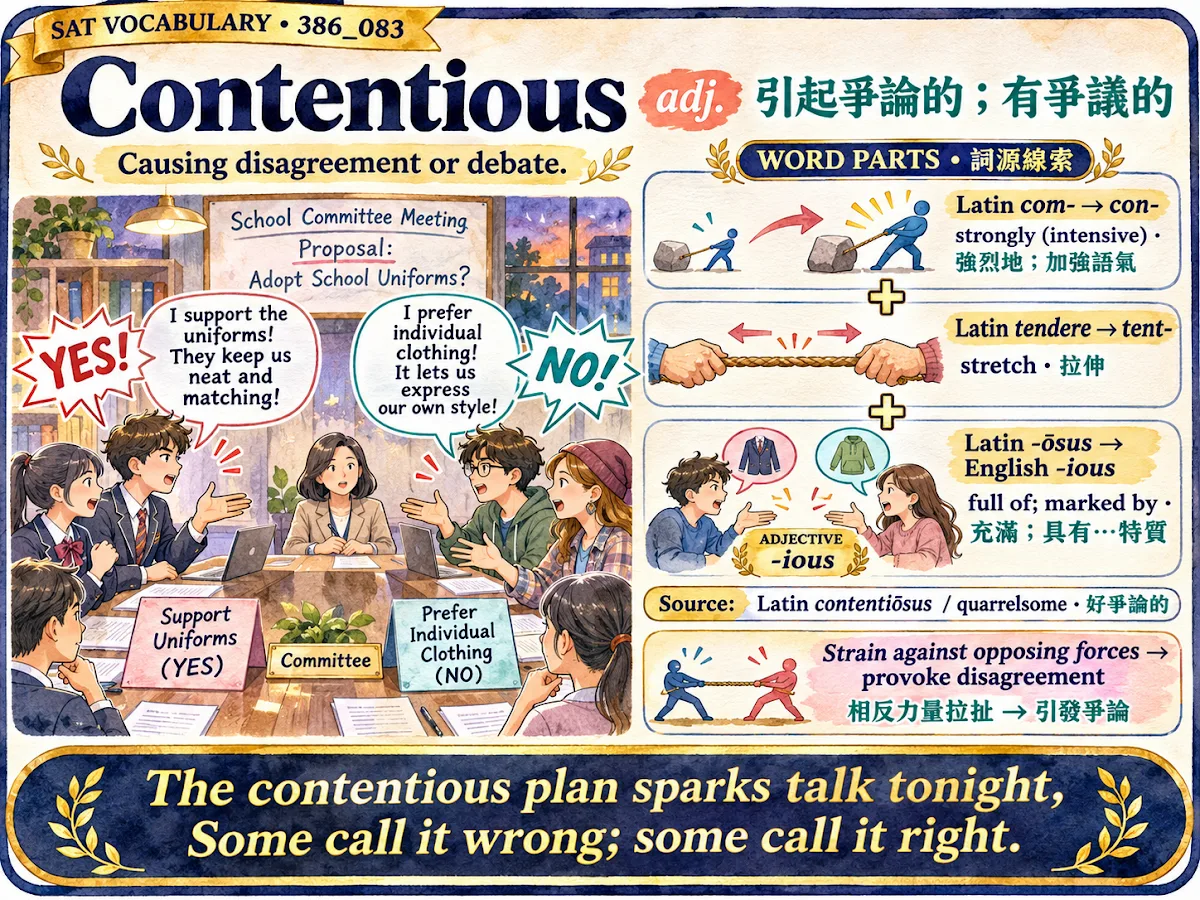 SAT VOCABULARY • 386_083
Contentious
adj. 引起爭論的；有爭議的
Causing disagreement or debate.
School Committee Meeting
Proposal:
Adopt School Uniforms?
YES!
I support the
uniforms!
They keep us
neat and
matching!
I prefer
individual
clothing!
It lets us
express
our own style!
NO!
Support
Uniforms
(YES)
Committee
Prefer
Individual
Clothing
(NO)
WORD PARTS • 詞源線索
Latin com- → con-
strongly (intensive) •
強烈地；加強語氣
+
Latin tendere → tent-
stretch • 拉伸
+
Latin -ōsus →
English -ious
full of; marked by •
充滿；具有⋯特質
ADJECTIVE
-ious
Source: Latin contentiōsus / quarrelsome • 好爭論的
Strain against opposing forces →
provoke disagreement
相反力量拉扯 → 引發爭論
The contentious plan sparks talk tonight,
Some call it wrong; some call it right.